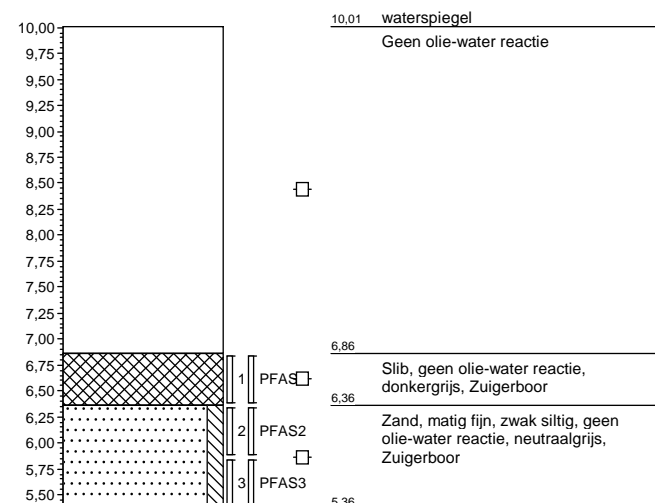 10,01 waterspiegel
10,00
Geen olie-water reactie
9,75
9,50
9,25
9,00
8,75
8,50
8,25
8,00
7,75
7,50
7,25
7,00
6,86
6,75
Slib, geen olie-water reactie,
donkergrijs, Zuigerboor
1 PFAS
6,50
6,36
6,25
Zand, matig fijn, zwak siltig, geen
olie-water reactie, neutraalgrijs,
Zuigerboor
2 PFAS2
6,00
5,75
3 PFAS3
5,50
5,36